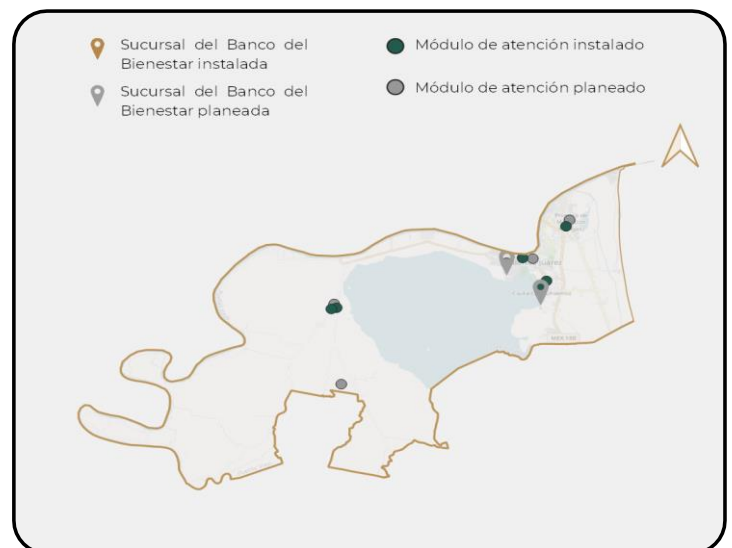 Sucursal del Banco del
Bienestar instalada
Sucursal del Banco del
Bienestar planeada
Módulo de atención instalado
Módulo de atención planeado